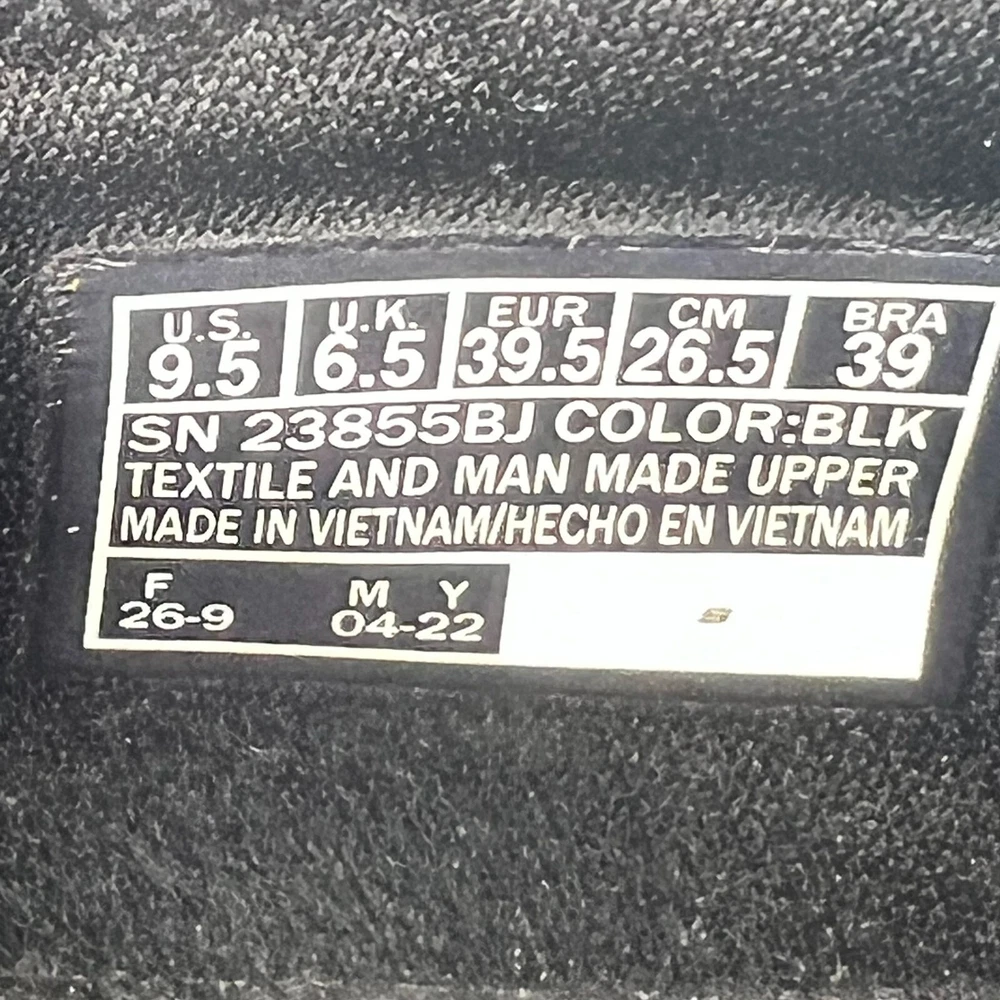 U.S. U.K. EUR CM BRA
9.5 6.5 39.5 26.5 39
SN 23855BJ COLOR:BLK
TEXTILE AND MAN MADE UPPER
MADE IN VIETNAM/HECHO EN VIETNAM
F M Y
26-9 04-22